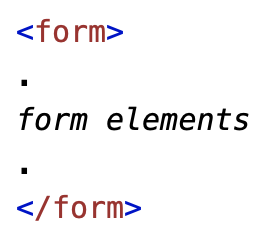 <form>
.
form elements
.
</form>